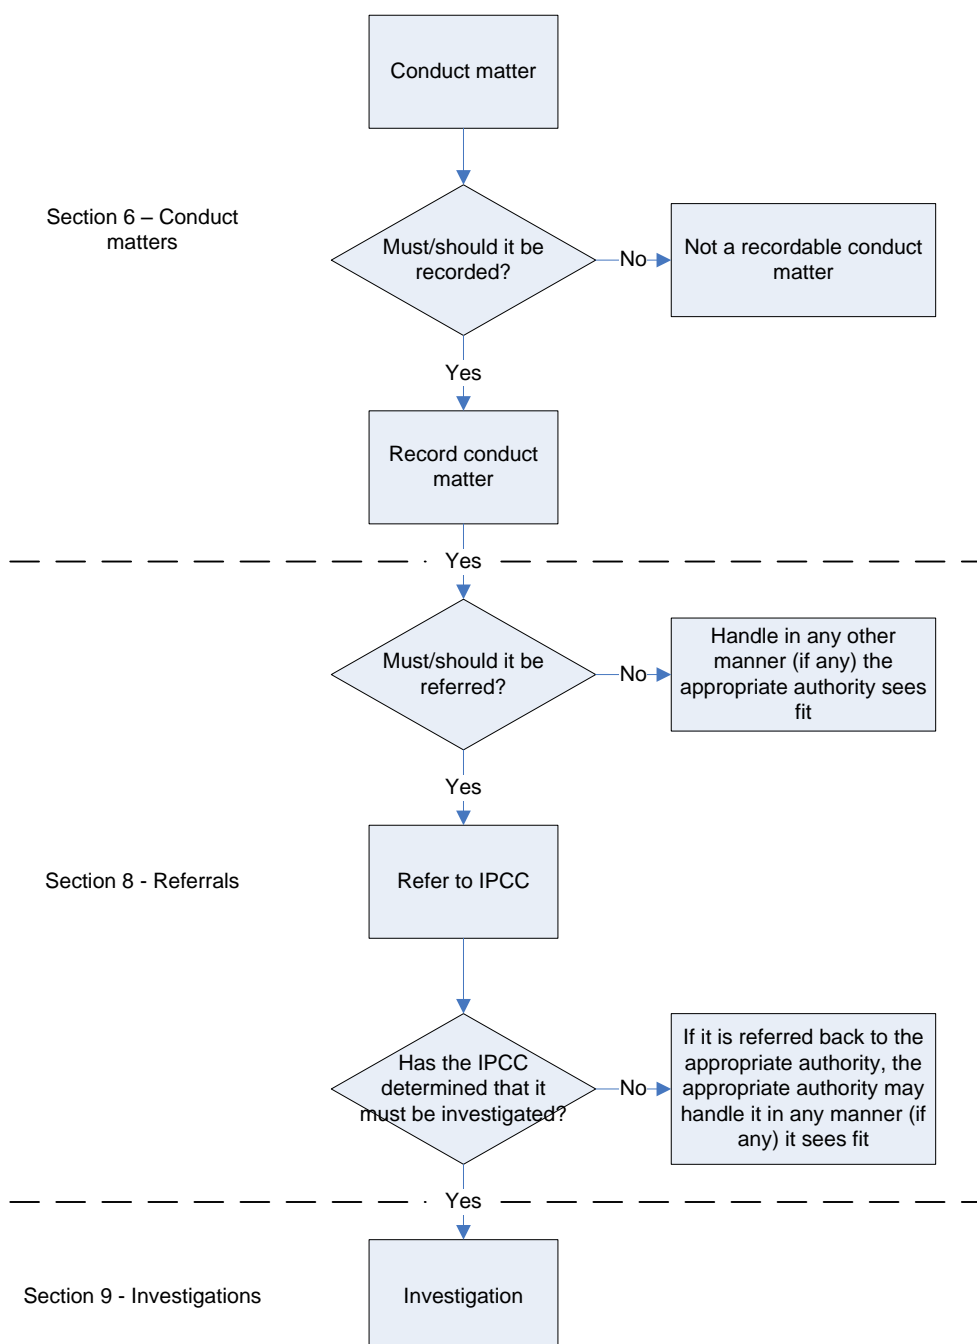 Conduct matter
Section 6 – Conduct
matters
Must/should it be
recorded?
No
Not a recordable conduct
matter
Yes
Record conduct
matter
Yes
Must/should it be
referred?
No
Handle in any other
manner (if any) the
appropriate authority sees
fit
Yes
Section 8 - Referrals
Refer to IPCC
Has the IPCC
determined that it
must be investigated?
No
If it is referred back to the
appropriate authority, the
appropriate authority may
handle it in any manner (if
any) it sees fit
Yes
Section 9 - Investigations
Investigation